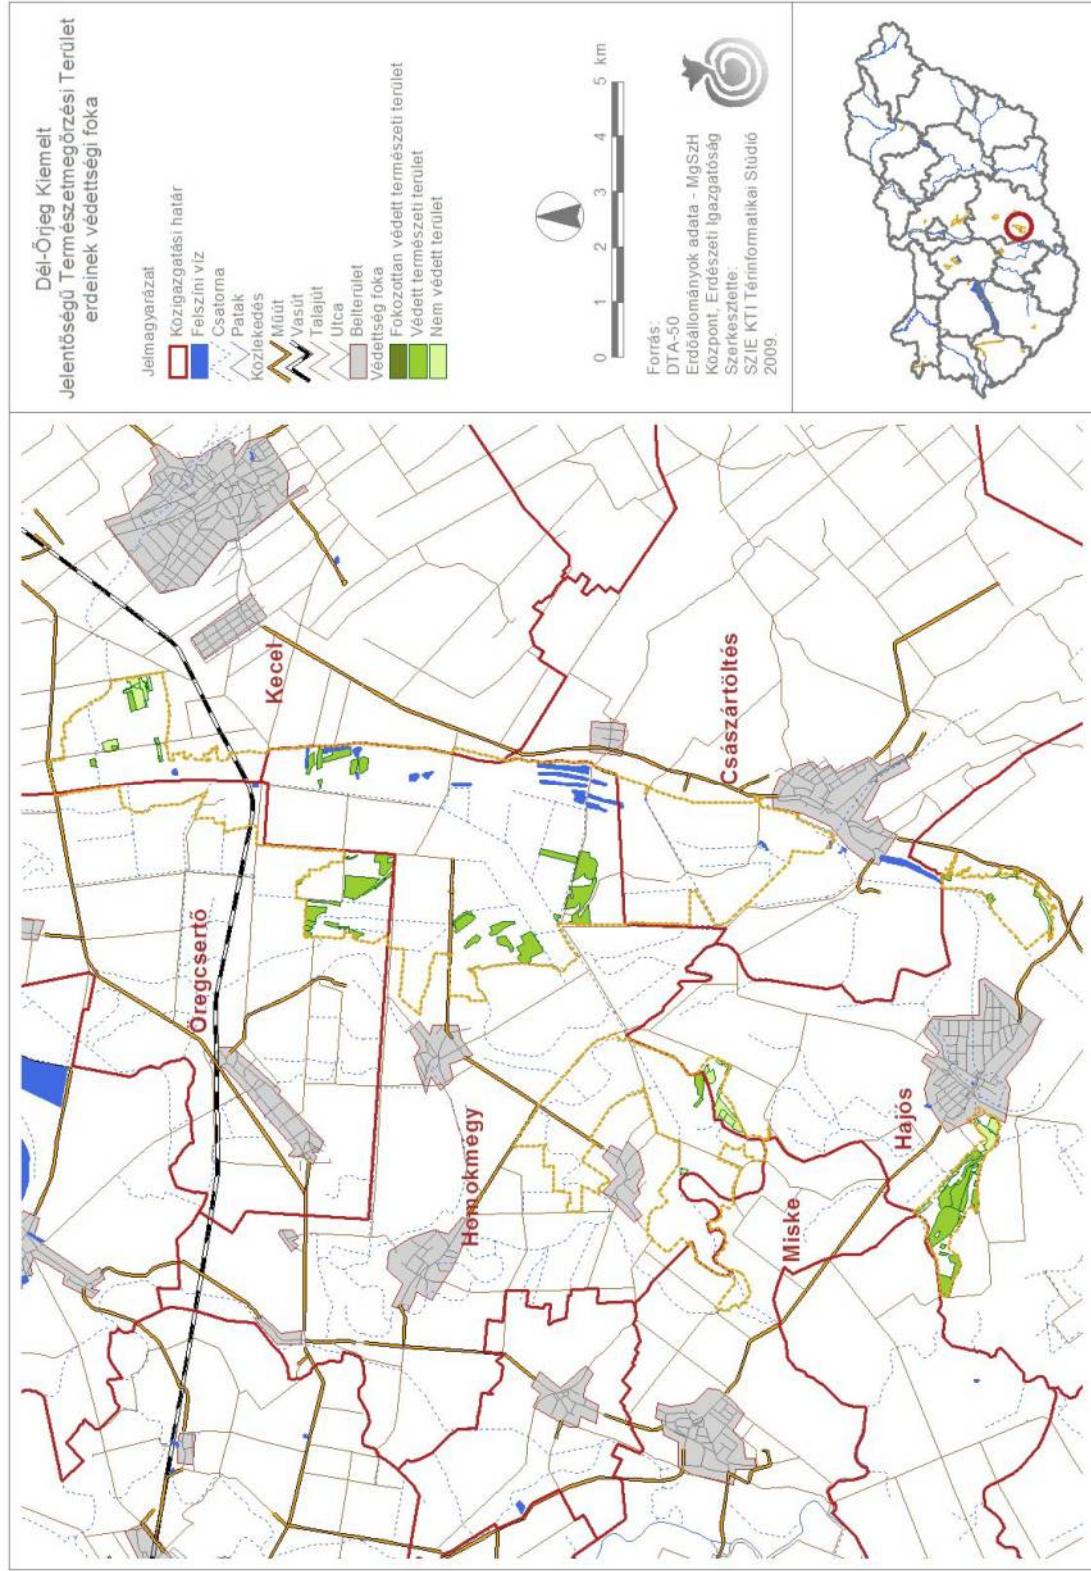 Dél-Őrjeg Kiemelt
Jelentőségű Természetmegőrzési Terület
erdeinek védettségi foka
Jelmagyarázat
Közigazgatási határ
Felszíni víz
Csatorna
Patak
Közlekedés
Műút
Vasút
Talajút
Utca
Belterület
Védettség foka
Fokozottan védett természeti terület
Védett természeti terület
Nem védett terület
0 1 2 3 4 5 km
Forrás:
DTA-50
Erdőállományok adata - MgSzH
Központ, Erdészeti Igazgatóság
Szerkesztette:
SZIE KTI Térinformatikai Stúdió
2009.
Öregcsertő
Kecel
Homokmégy
Császártöltés
Miske
Hajós